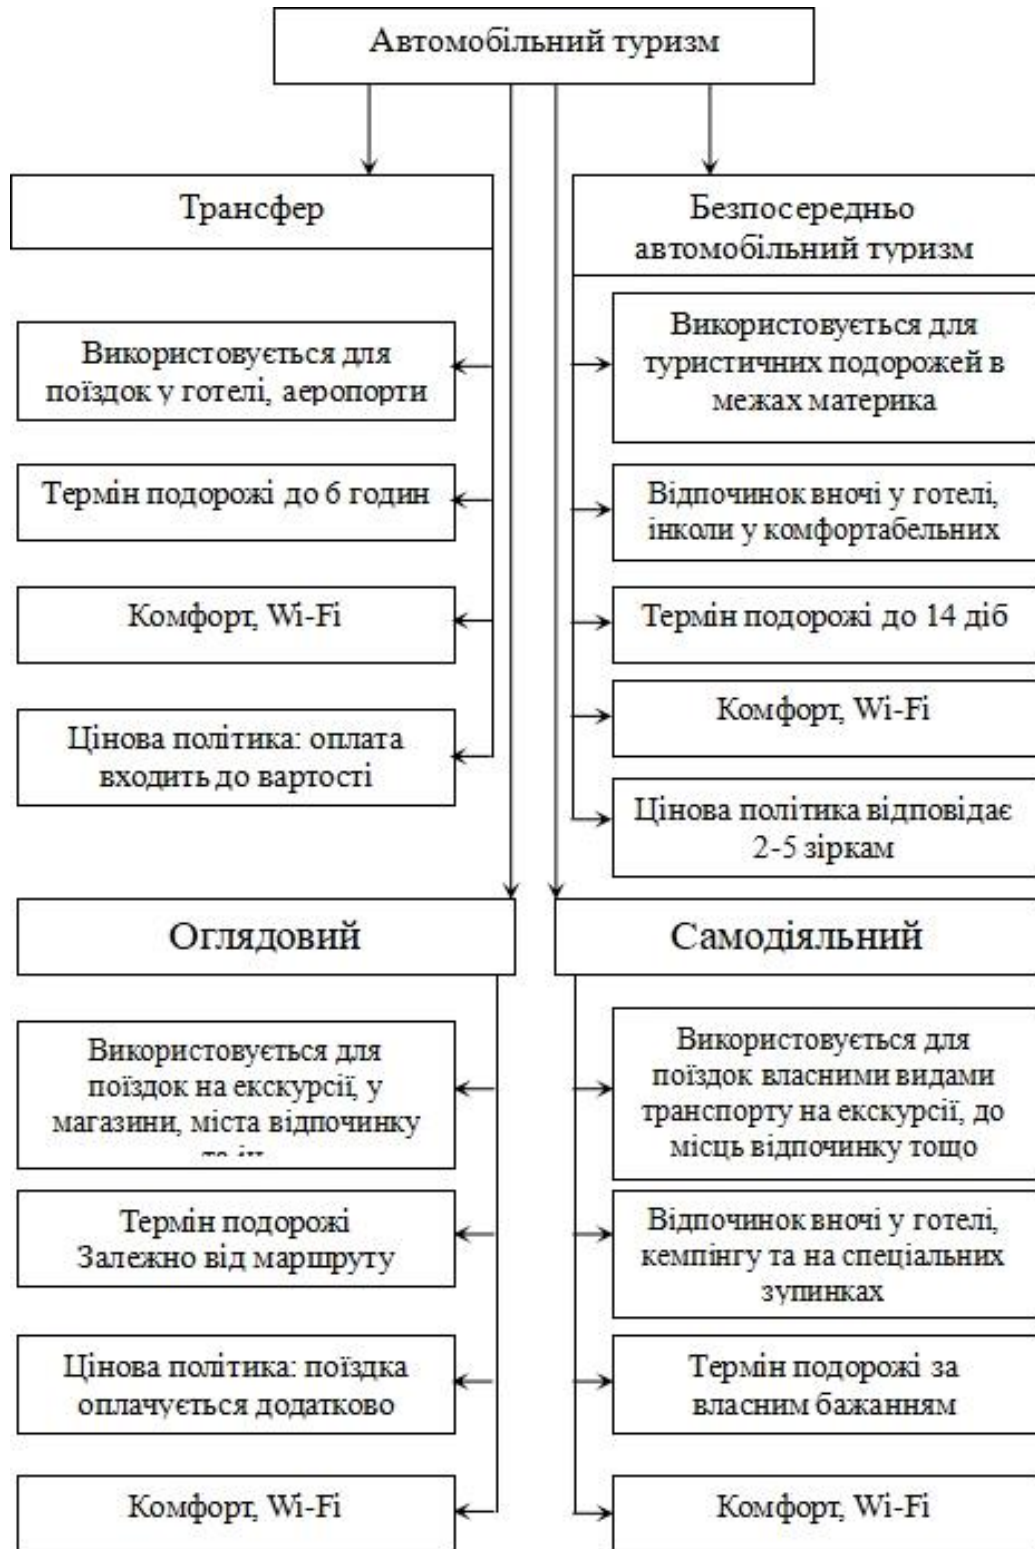 Автомобільний туризм
Трансфер
Використовується для
поїздок у готелі, аеропорти
Термін подорожі до 6 годин
Комфорт, Wi-Fi
Цінова політика: оплата
входить до вартості
Безпосередньо
автомобільний туризм
Використовується для
туристичних подорожей в
межах материка
Відпочинок вночі у готелі,
інколи у комфортабельних
Термін подорожі до 14 діб
Комфорт, Wi-Fi
Цінова політика відповідає
2-5 зіркам
Оглядовий
Використовується для
поїздок на екскурсії, у
магазини, міста відпочинку
Термін подорожі
Залежно від маршруту
Цінова політика: поїздка
оплачується додатково
Комфорт, Wi-Fi
Самодіяльний
Використовується для
поїздок власними видами
транспорту на екскурсії, до
місць відпочинку тощо
Відпочинок вночі у готелі,
кемпінгу та на спеціальних
зупинках
Термін подорожі за
власним бажанням
Комфорт, Wi-Fi